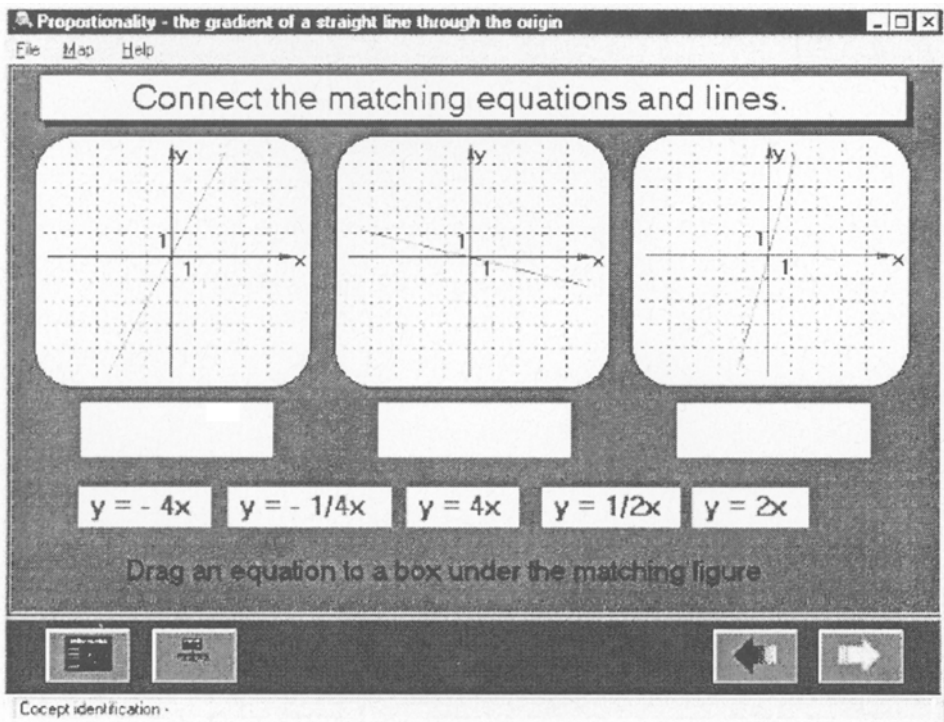 Proportionality - the gradient of a straight line through the origin
File Map Help
Connect the matching equations and lines.
y y y
1 x 1 x 1 x
1 1 1
y = - 4x y = - 1/4x y = 4x y = 1/2x y = 2x
Drag an equation to a box under the matching figure
Cocept identification -